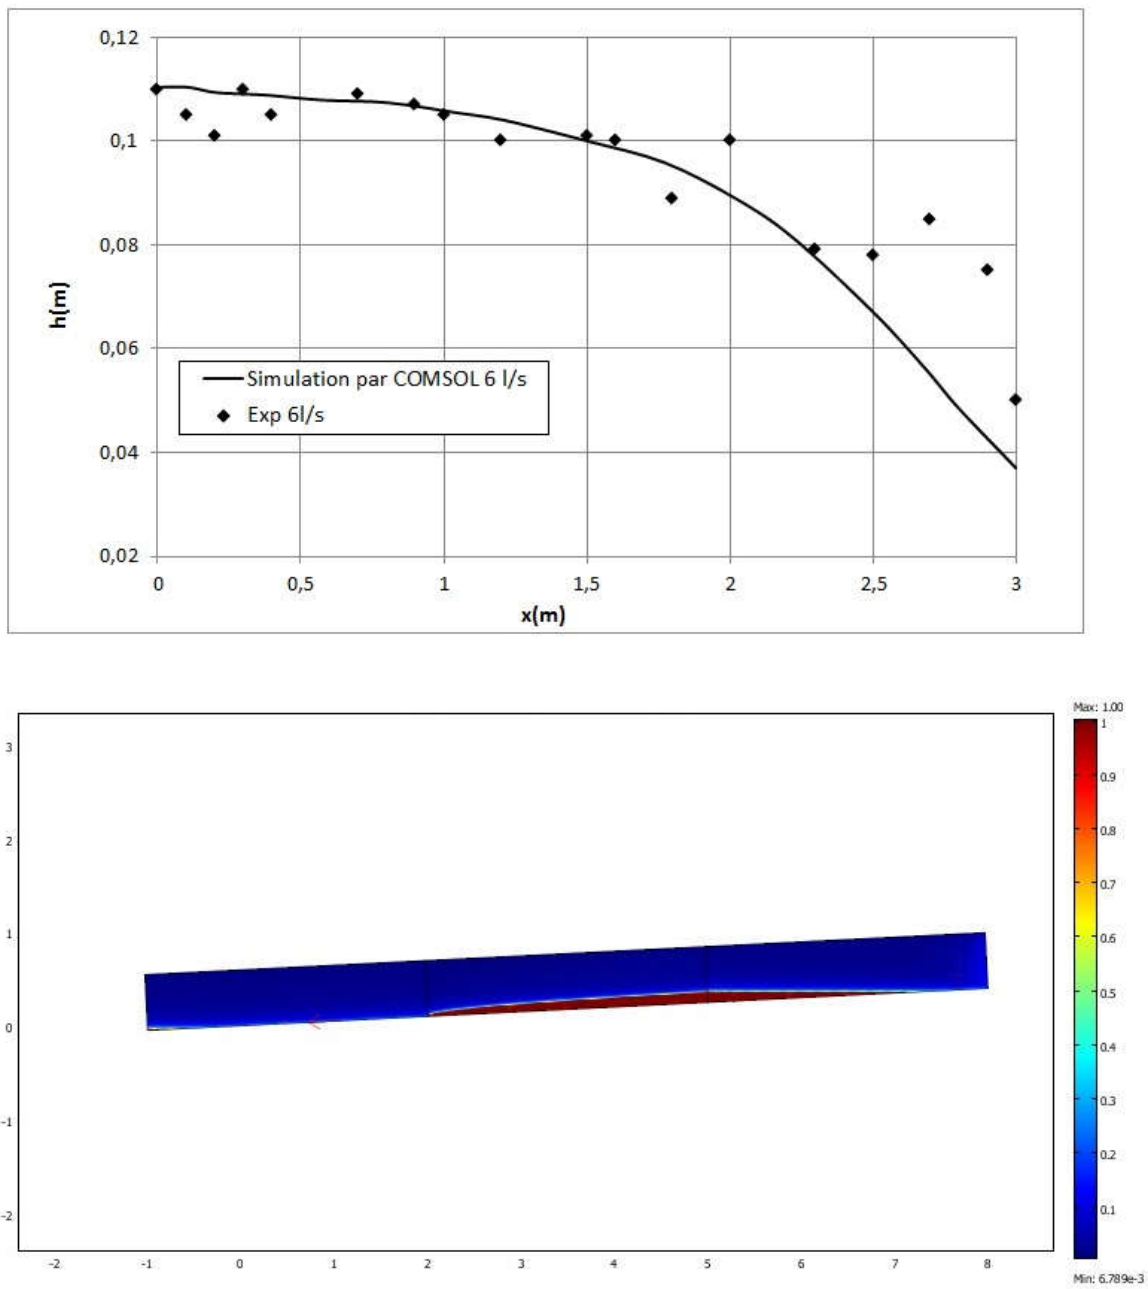 0,12
0,1
0,08
0,06
0,04
0,02
h(m)
Simulation par COMSOL 6 l/s
Exp 6l/s
0 0,5 1 1,5 2 2,5 3
x(m)
Max: 1.00
3
2
1
0
-1
-2
-2 -1 0 1 2 3 4 5 6 7 8
1
0.9
0.8
0.7
0.6
0.5
0.4
0.3
0.2
0.1
Min: 6.789e-3